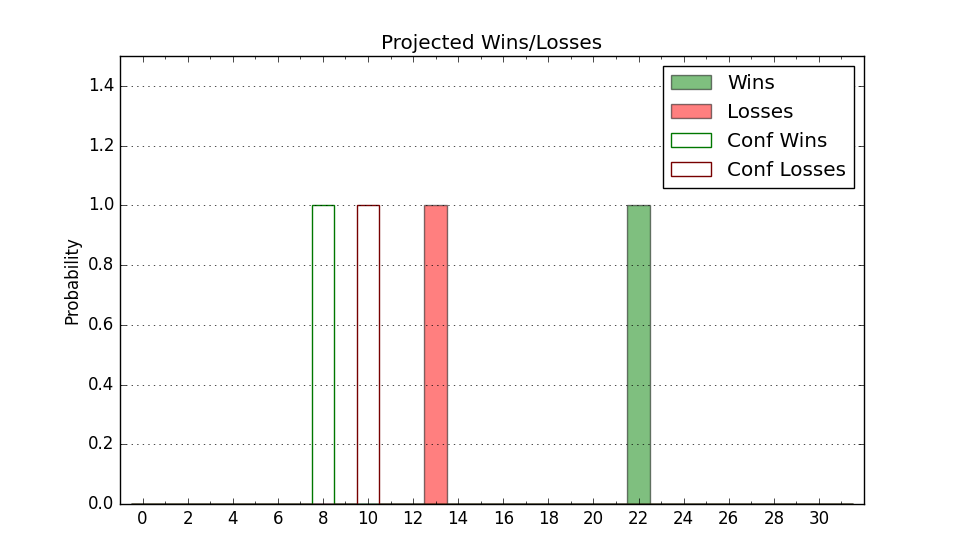 Projected Wins/Losses
1.4
1.2
1.0
0.8
0.6
0.4
0.2
0.0
Probability
Wins
Losses
Conf Wins
Conf Losses
0 2 4 6 8 10 12 14 16 18 20 22 24 26 28 30